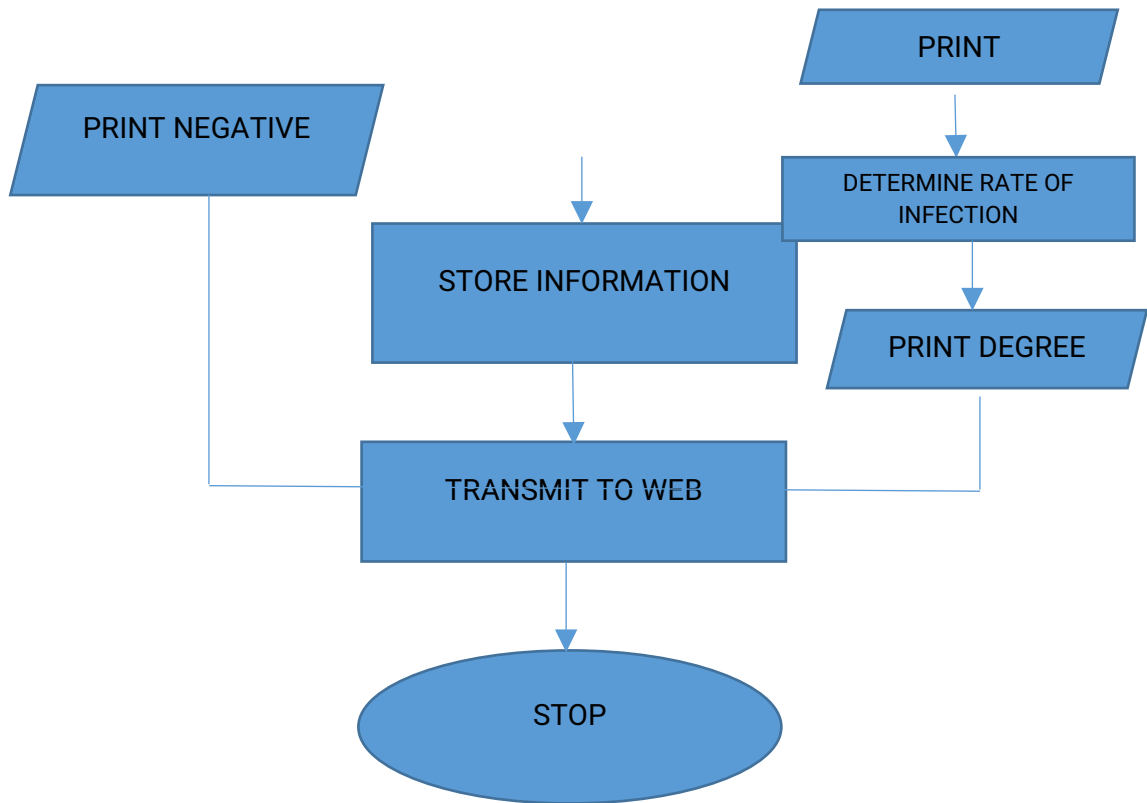 PRINT
PRINT NEGATIVE
DETERMINE RATE OF
INFECTION
STORE INFORMATION
PRINT DEGREE
TRANSMIT TO WEB
STOP